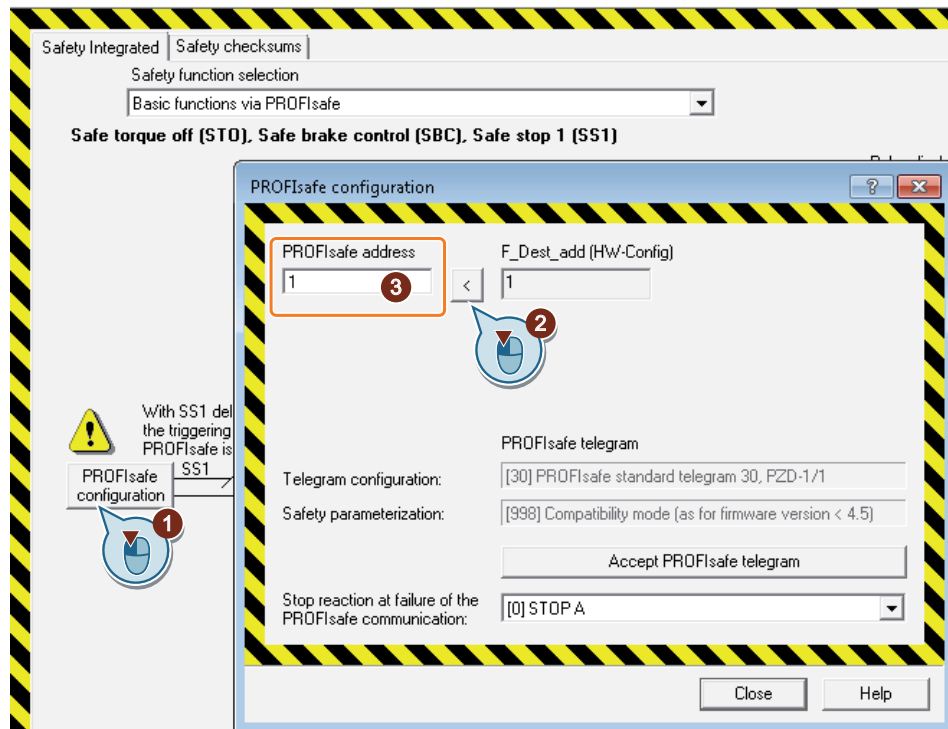 Safety Integrated Safety checksums
Safety function selection
Basic functions via PROFIsafe
Safe torque off (STO), Safe brake control (SBC), Safe stop 1 (SS1)
PROFIsafe configuration
PROFIsafe address F_Dest_add (HW-Config)
1 3 < 1
2
With SS1 del
the triggering
PROFIsafe is
SS1
PROFIsafe
configuration
1
PROFIsafe telegram
Telegram configuration: [30] PROFIsafe standard telegram 30, PZD-1/1
Safety parameterization: [998] Compatibility mode (as for firmware version < 4.5)
Accept PROFIsafe telegram
Stop reaction at failure of the
PROFIsafe communication:
[0] STOP A
Close Help